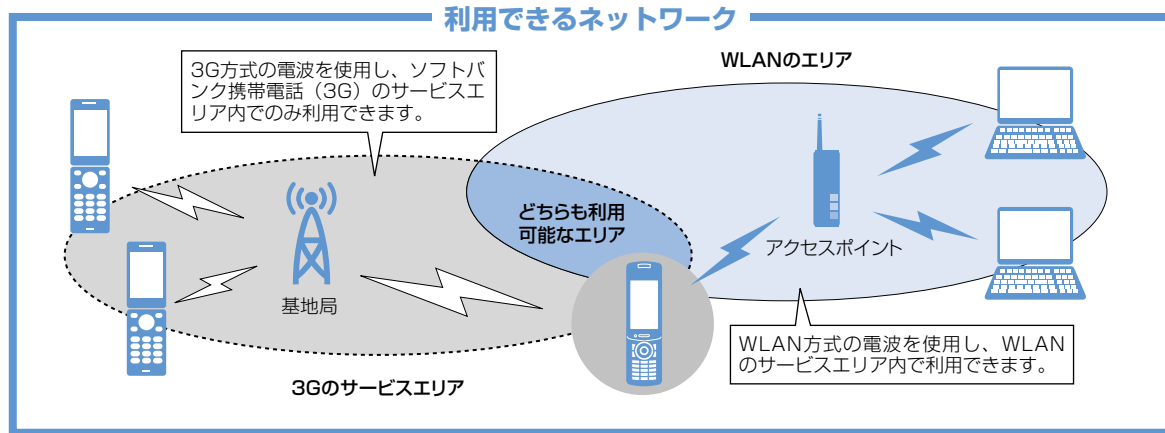 利用できるネットワーク
3G方式の電波を使用し、ソフトバ
ンク携帯電話（3G）のサービスエ
リア内でのみ利用できます。
WLANのエリア
どちらも利用
可能なエリア
アクセスポイント
基地局
WLAN方式の電波を使用し、WLAN
のサービスエリア内で利用できます。
3Gのサービスエリア